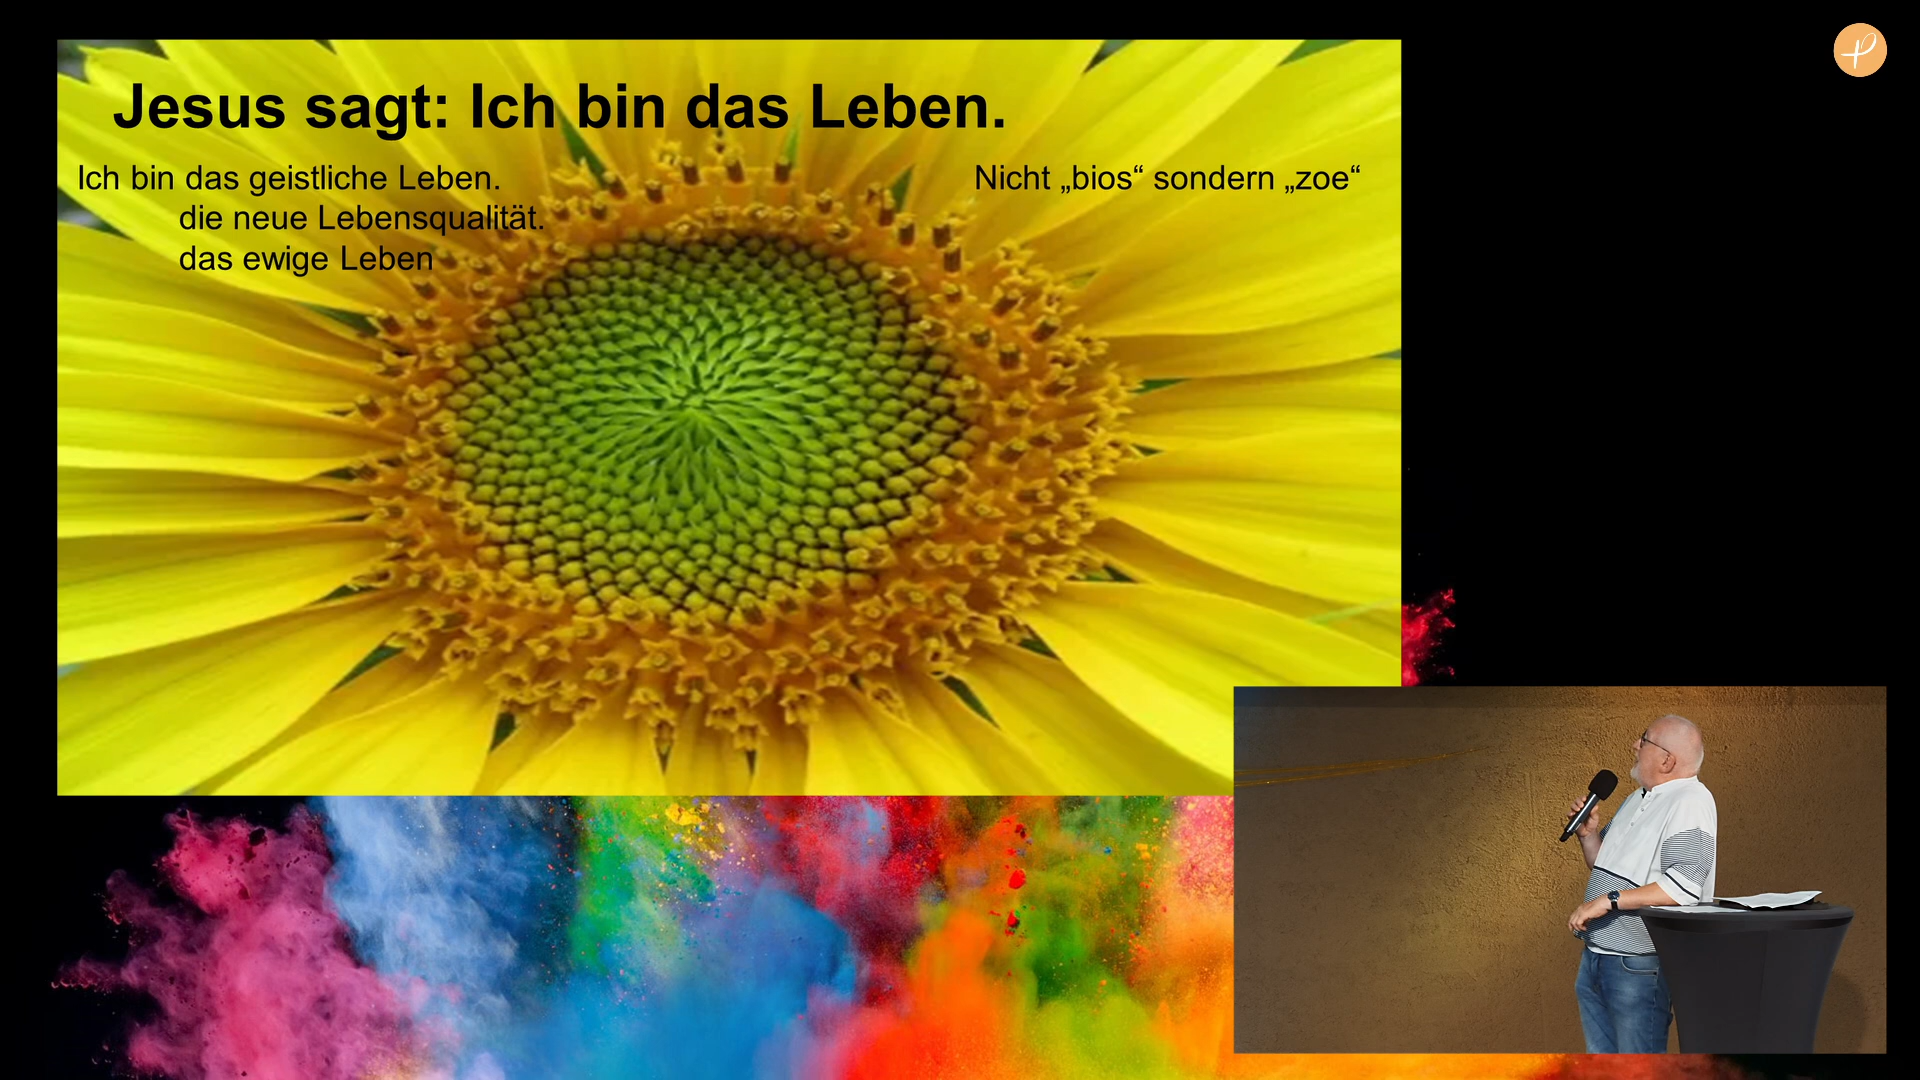 Jesus sagt: Ich bin das Leben.
Ich bin das geistliche Leben.
Nicht „bios“ sondern „zoe“
die neue Lebensqualität.
das ewige Leben